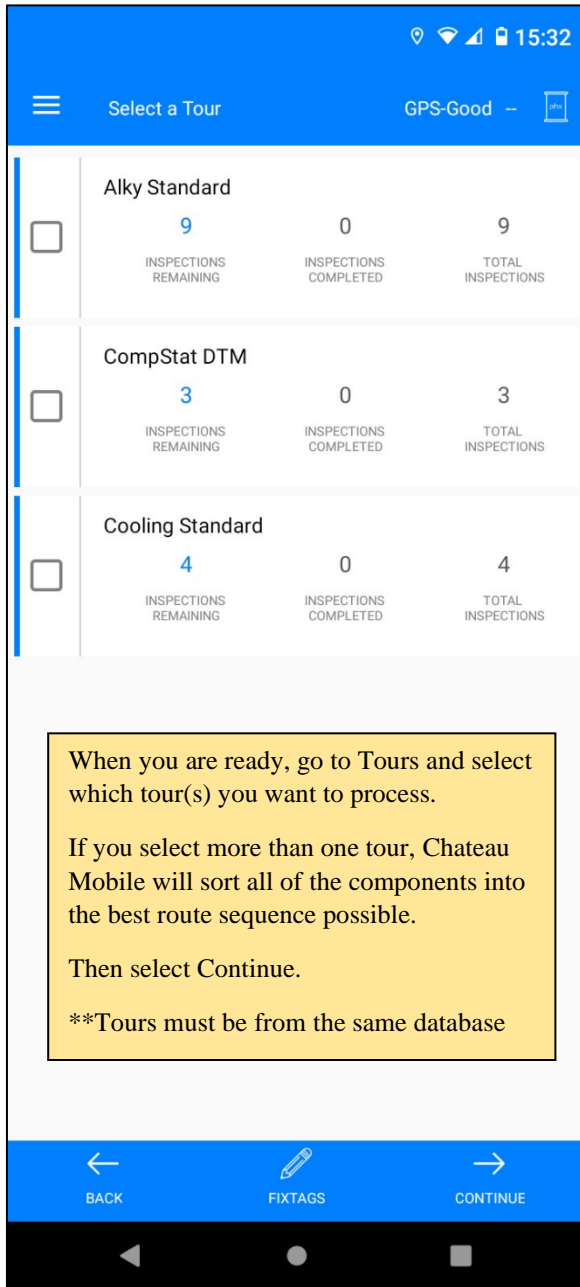 15:32
Select a Tour GPS-Good -- phx
Alky Standard
9 0 9
INSPECTIONS INSPECTIONS TOTAL
REMAINING COMPLETED INSPECTIONS
CompStat DTM
3 0 3
INSPECTIONS INSPECTIONS TOTAL
REMAINING COMPLETED INSPECTIONS
Cooling Standard
4 0 4
INSPECTIONS INSPECTIONS TOTAL
REMAINING COMPLETED INSPECTIONS
When you are ready, go to Tours and select
which tour(s) you want to process.
If you select more than one tour, Chateau
Mobile will sort all of the components into
the best route sequence possible.
Then select Continue.
**Tours must be from the same database
BACK FIXTAGS CONTINUE